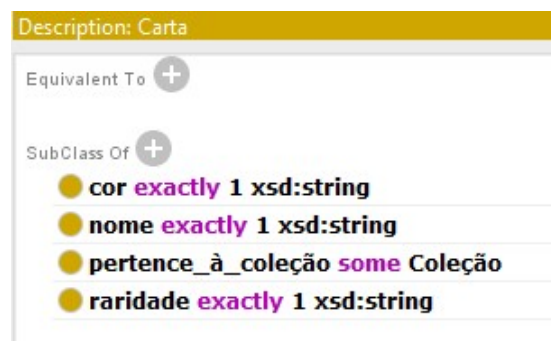 Description: Carta
Equivalent To
SubClass Of
cor exactly 1 xsd:string
nome exactly 1 xsd:string
pertence_à_coleção some Coleção
raridade exactly 1 xsd:string